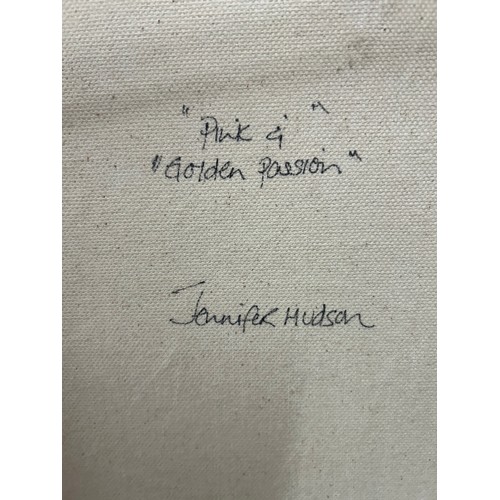 "Pink & "
"Golden Passion"
Jennifer Hudson